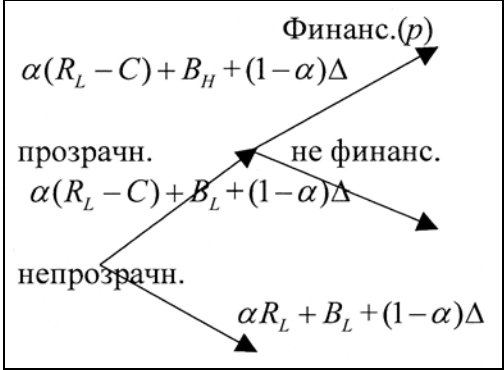 Финанс.(p)
α(R_L − C) + B_H + (1 − α)Δ
прозрачн.
не финанс.
α(R_L − C) + B_L + (1 − α)Δ
непрозрачн.
αR_L + B_L + (1 − α)Δ